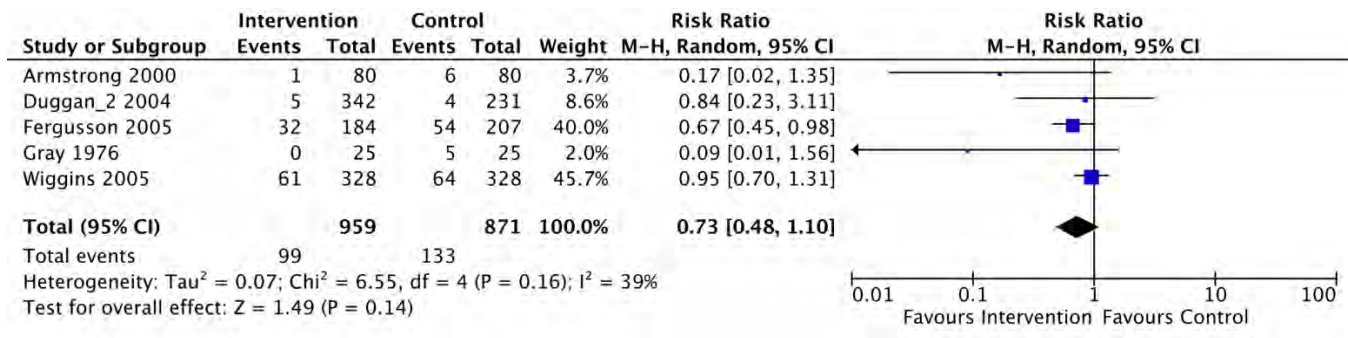 Intervention Control Risk Ratio Risk Ratio
Study or Subgroup Events Total Events Total Weight M-H, Random, 95% CI M-H, Random, 95% CI
Armstrong 2000 1 80 6 80 3.7% 0.17 [0.02, 1.35]
Duggan_2 2004 5 342 4 231 8.6% 0.84 [0.23, 3.11]
Fergusson 2005 32 184 54 207 40.0% 0.67 [0.45, 0.98]
Gray 1976 0 25 5 25 2.0% 0.09 [0.01, 1.56]
Wiggins 2005 61 328 64 328 45.7% 0.95 [0.70, 1.31]
Total (95% CI) 959 871 100.0% 0.73 [0.48, 1.10]
Total events 99 133
Heterogeneity: Tau² = 0.07; Chi² = 6.55, df = 4 (P = 0.16); I² = 39%
Test for overall effect: Z = 1.49 (P = 0.14)
0.01 0.1 1 10 100
Favours Intervention Favours Control